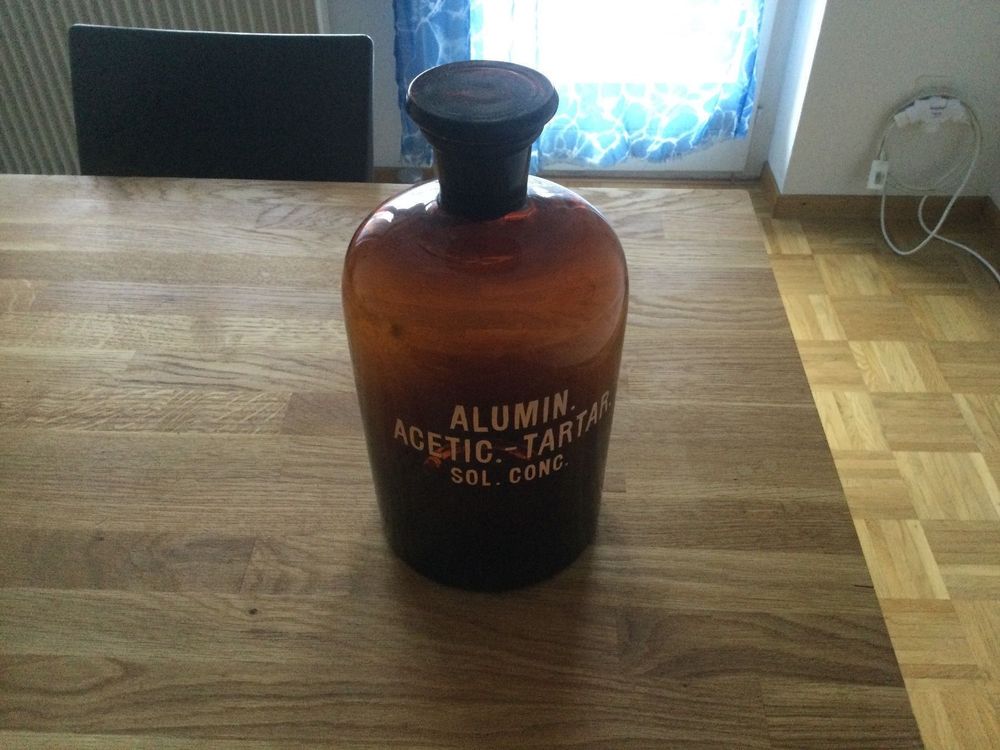 ALUMIN.
ACETIC.-TARTAR.
SOL. CONC.